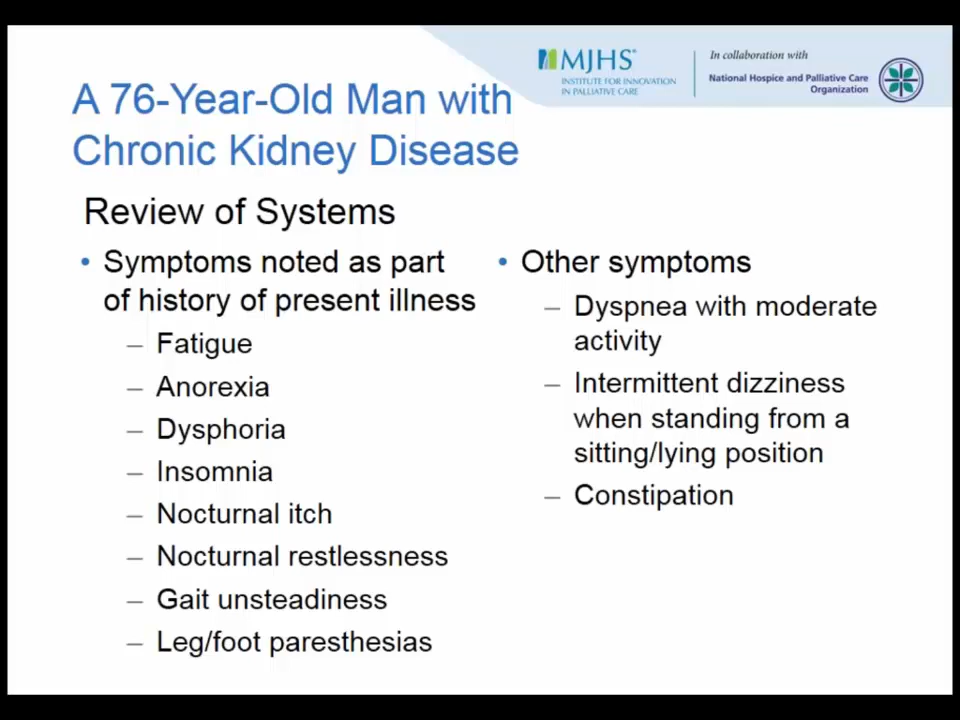 MJHS®
INSTITUTE FOR INNOVATION
IN PALLIATIVE CARE
In collaboration with
National Hospice and Palliative Care
Organization
A 76-Year-Old Man with
Chronic Kidney Disease
Review of Systems
• Symptoms noted as part
of history of present illness
– Fatigue
– Anorexia
– Dysphoria
– Insomnia
– Nocturnal itch
– Nocturnal restlessness
– Gait unsteadiness
– Leg/foot paresthesias
• Other symptoms
– Dyspnea with moderate
activity
– Intermittent dizziness
when standing from a
sitting/lying position
– Constipation